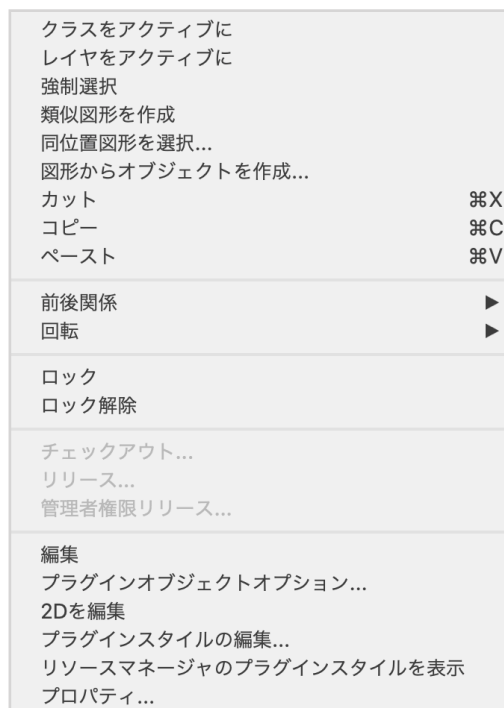 クラスをアクティブに
レイヤをアクティブに
強制選択
類似図形を作成
同位置図形を選択...
図形からオブジェクトを作成...
カット ⌘X
コピー ⌘C
ペースト ⌘V
前後関係 ▶
回転 ▶
ロック
ロック解除
チェックアウト...
リリース...
管理者権限リリース...
編集
プラグインオブジェクトオプション...
2Dを編集
プラグインスタイルの編集...
リソースマネージャのプラグインスタイルを表示
プロパティ...